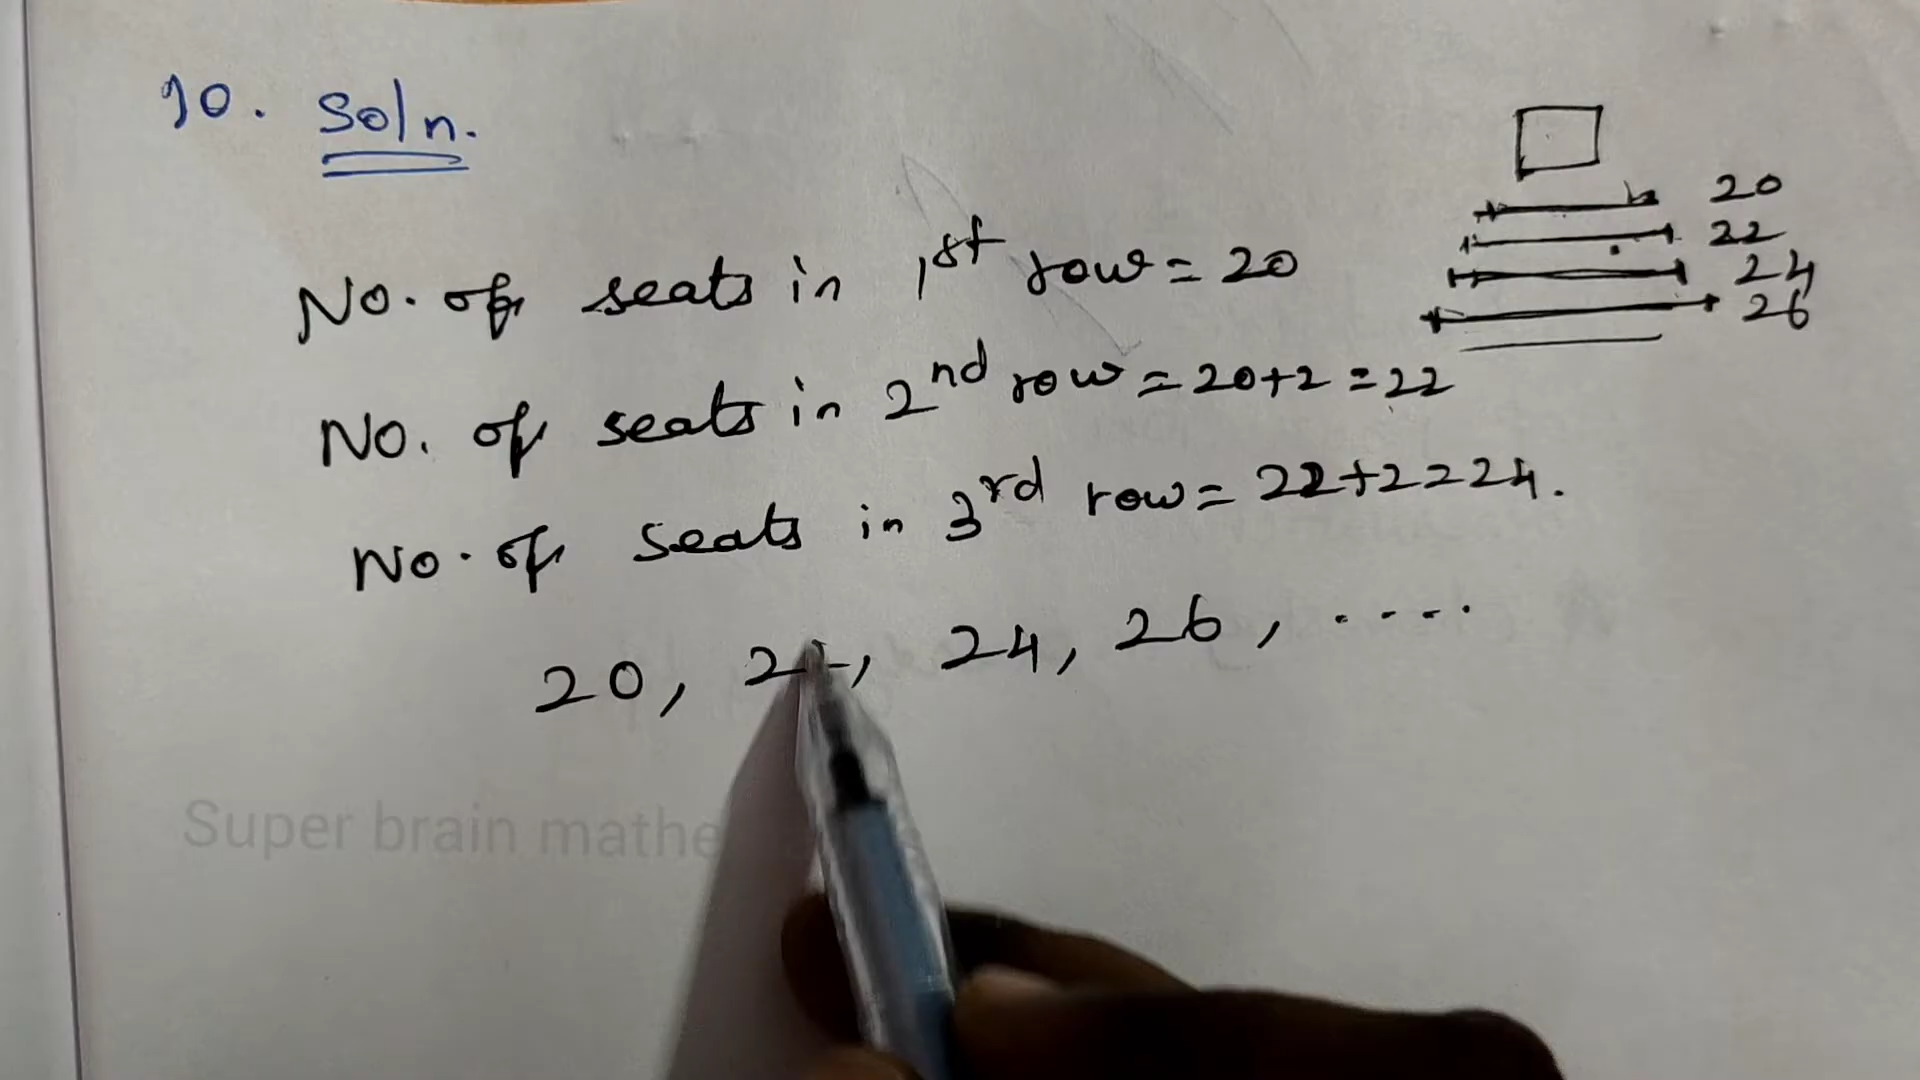 10. Soln.
20
22
24
26
No. of seats in 1st row = 20
No. of seats in 2nd row = 20+2 = 22
No. of seats in 3rd row = 22+2 = 24.
20, 22, 24, 26, .....
Super brain mathe